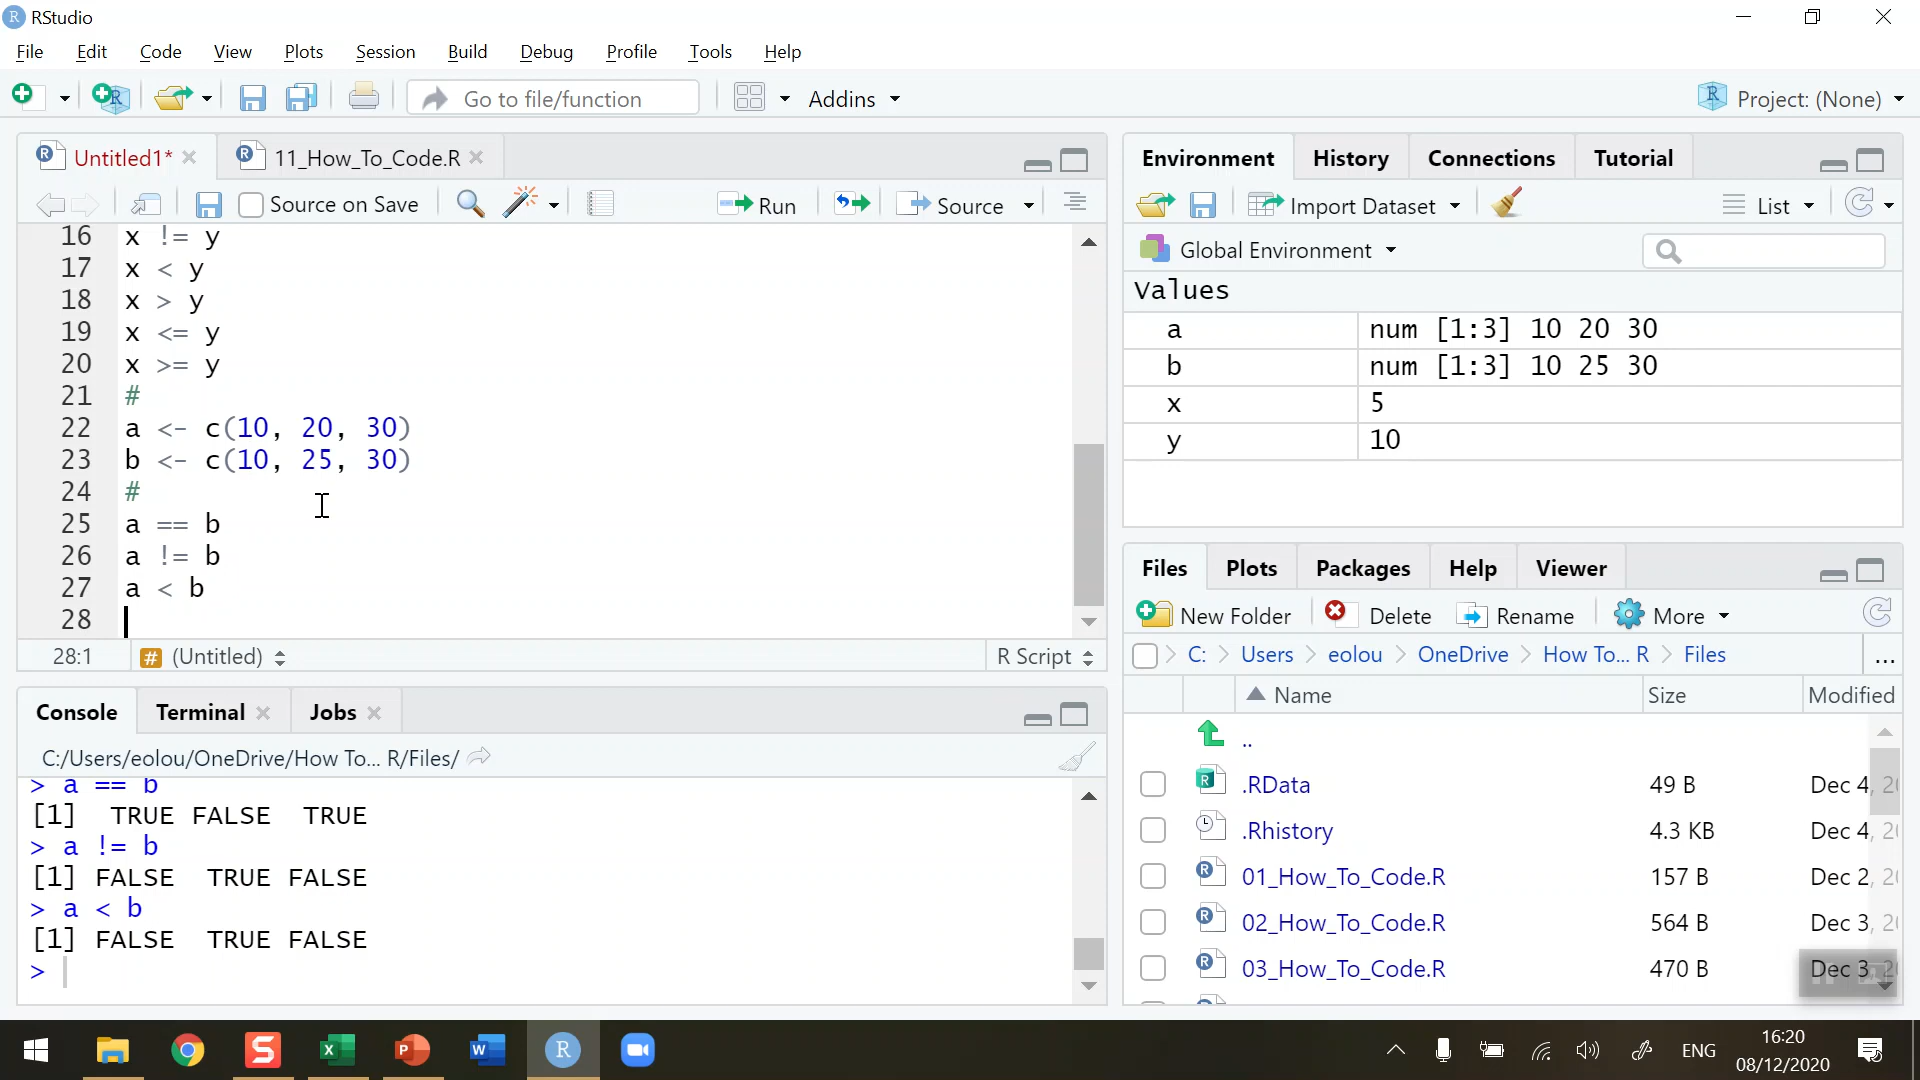 RStudio
File Edit Code View Plots Session Build Debug Profile Tools Help
Go to file/function Addins Project: (None)
Untitled1* 11_How_To_Code.R
Source on Save Run Source
16 x != y
17 x < y
18 x > y
19 x <= y
20 x >= y
21 #
22 a <- c(10, 20, 30)
23 b <- c(10, 25, 30)
24 #
25 a == b
26 a != b
27 a < b
28
28:1 # (Untitled) R Script
Console Terminal Jobs
C:/Users/eolou/OneDrive/How To... R/Files/
> a == b
[1]  TRUE FALSE  TRUE
> a != b
[1] FALSE  TRUE FALSE
> a < b
[1] FALSE  TRUE FALSE
>
Environment History Connections Tutorial
Import Dataset List
Global Environment
Values
a num [1:3] 10 20 30
b num [1:3] 10 25 30
x 5
y 10
Files Plots Packages Help Viewer
New Folder Delete Rename More
C: > Users > eolou > OneDrive > How To... R > Files ...
Name Size Modified
..
.RData 49 B Dec 4,
.Rhistory 4.3 KB Dec 4,
01_How_To_Code.R 157 B Dec 2,
02_How_To_Code.R 564 B Dec 3,
03_How_To_Code.R 470 B Dec 3,
ENG 16:20
08/12/2020